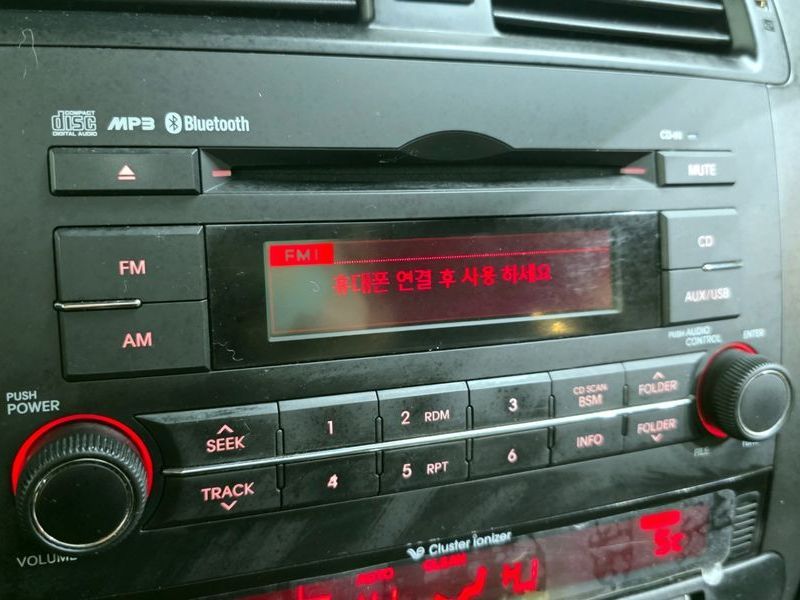 COMPACT disc DIGITAL AUDIO MP3 Bluetooth
CD-IN
MUTE
FM
FM1
휴대폰 연결 후 사용 하세요
CD
AM
AUX/USB
PUSH AUDIO CONTROL
ENTER
PUSH POWER
VOLUME
SEEK
1
2 RDM
3
CD SCAN
BSM
FOLDER
TRACK
4
5 RPT
6
INFO
FOLDER
FILE
Cluster Ionizer
AUTO